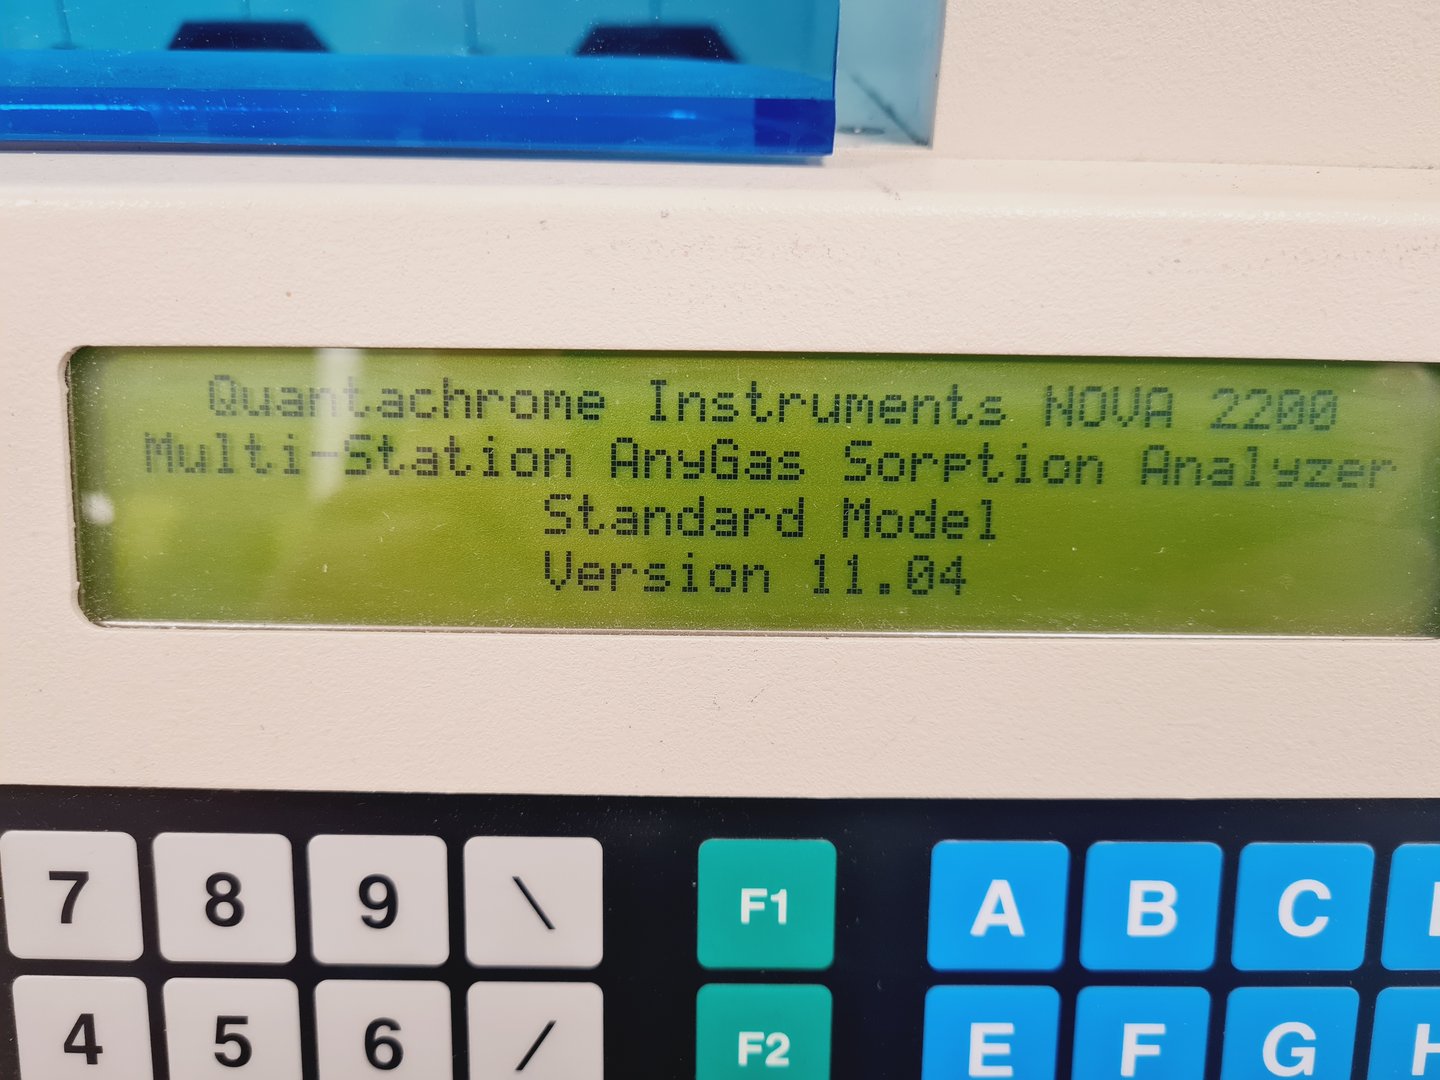 Quantachrome Instruments NOVA 2200
Multi-Station AnyGas Sorption Analyzer
Standard Model
Version 11.04
7 8 9 \ F1 A B C
4 5 6 / F2 E F G H